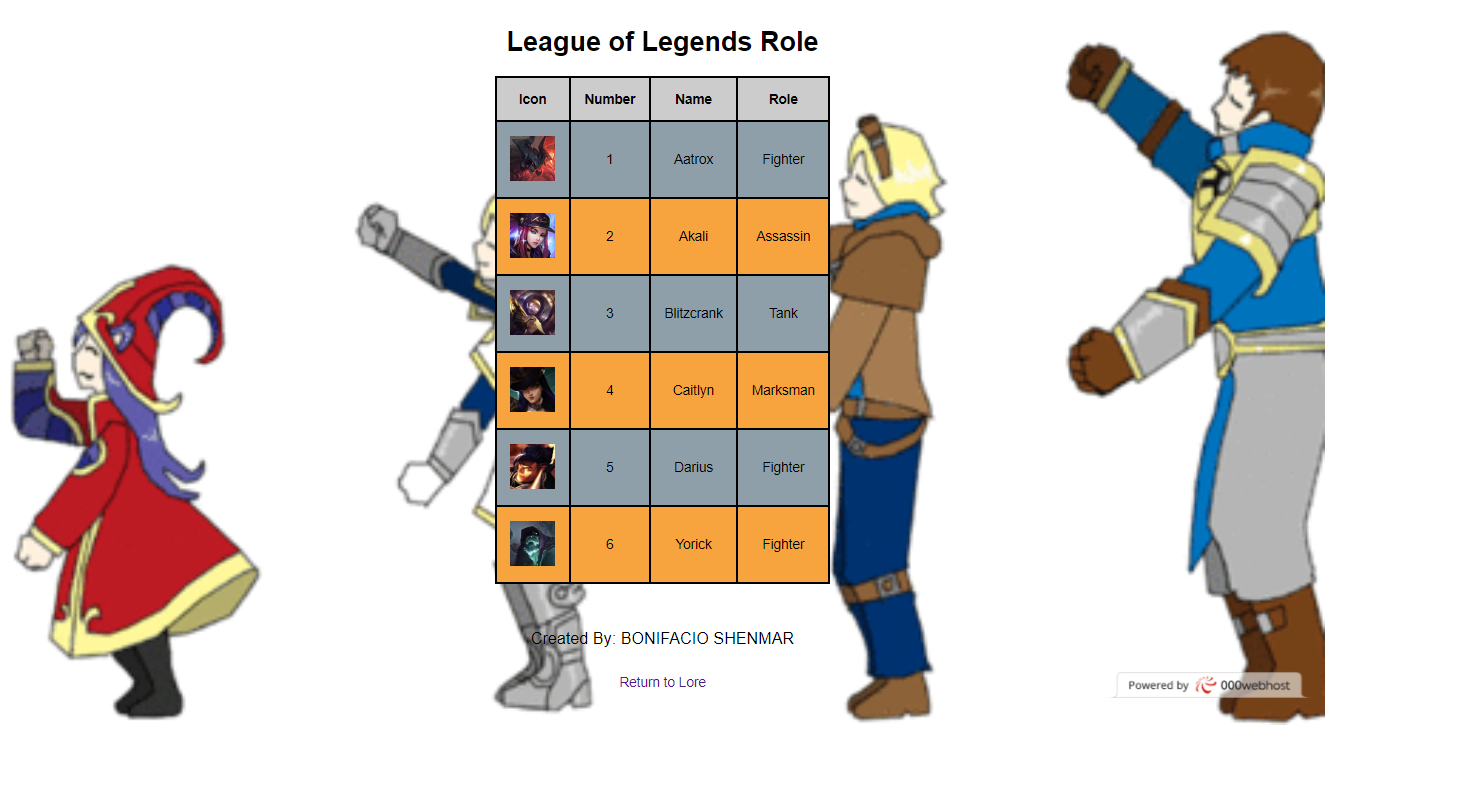 League of Legends Role
Icon Number Name Role
1 Aatrox Fighter
2 Akali Assassin
3 Blitzcrank Tank
4 Caitlyn Marksman
5 Darius Fighter
6 Yorick Fighter
Created By: BONIFACIO SHENMAR
Return to Lore
Powered by 000webhost